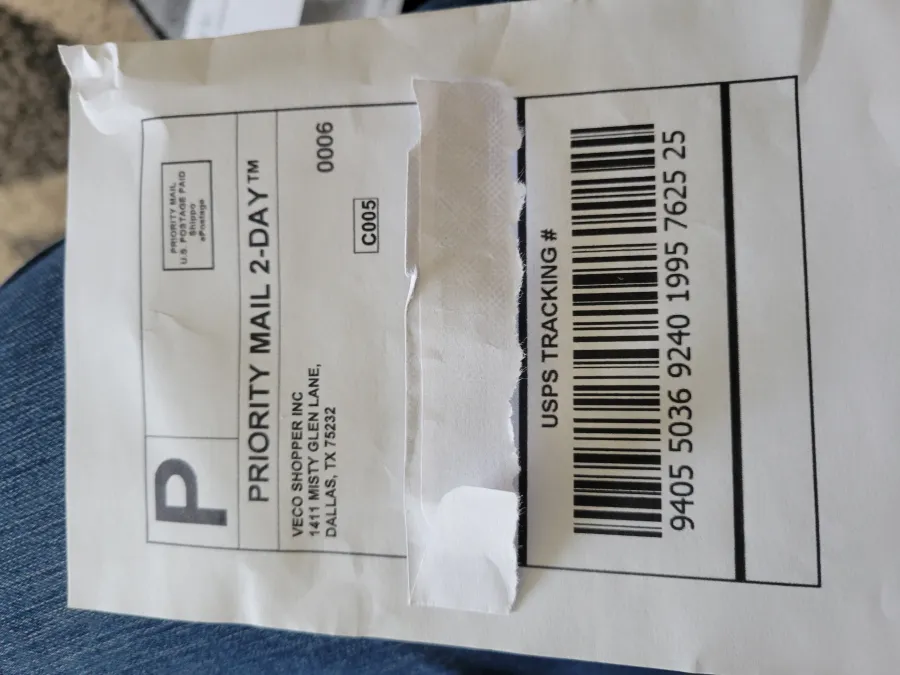 P
PRIORITY MAIL
U.S. POSTAGE PAID
Shippo
ePostage
PRIORITY MAIL 2-DAY™
VECO SHOPPER INC
1411 MISTY GLEN LANE,
DALLAS, TX 75232
0006
C005
USPS TRACKING #
9405 5036 9240 1995 7625 25